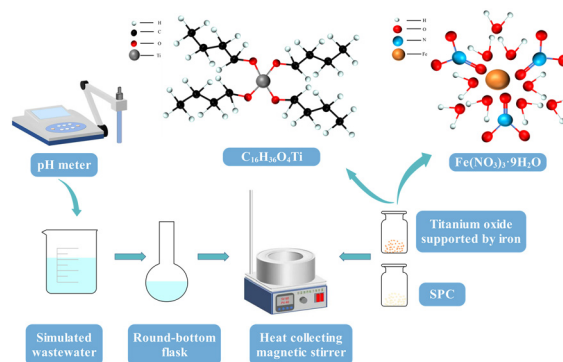 H
C
O
Ti
H
O
N
Fe
pH meter
C₁₆H₃₆O₄Ti
Fe(NO₃)₃·9H₂O
Titanium oxide
supported by iron
SPC
Simulated
wastewater
Round-bottom
flask
Heat collecting
magnetic stirrer